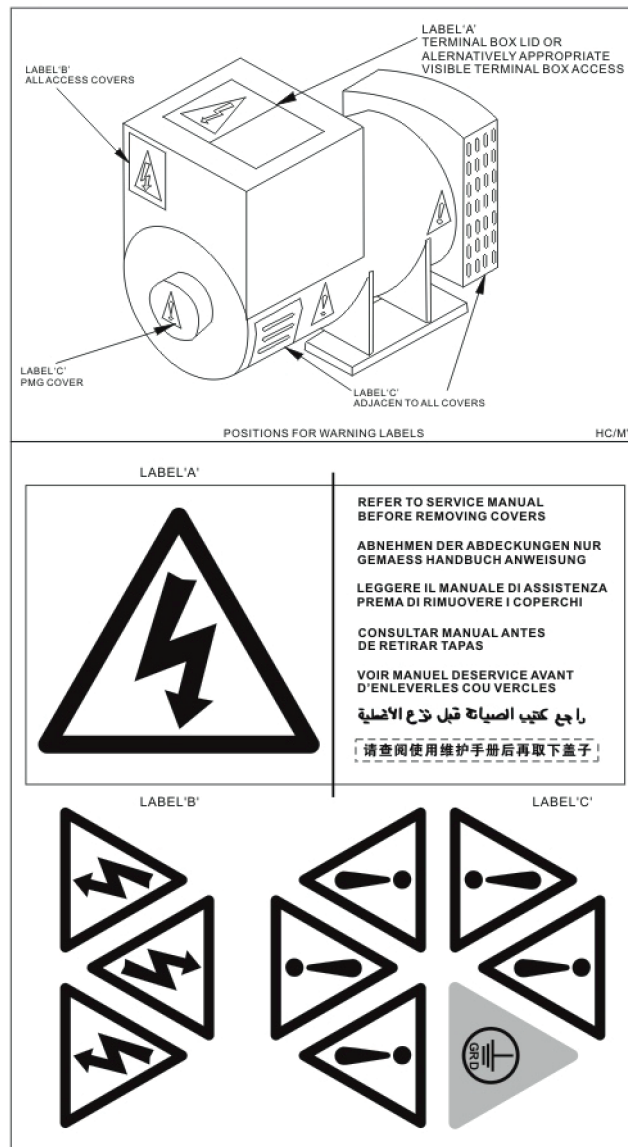 LABEL'A'
TERMINAL BOX LID OR
ALERNATIVELY APPROPRIATE
VISIBLE TERMINAL BOX ACCESS
LABEL'B'
ALL ACCESS COVERS
LABEL'C'
PMG COVER
LABEL'C'
ADJACEN TO ALL COVERS
POSITIONS FOR WARNING LABELS
LABEL'A'
REFER TO SERVICE MANUAL
BEFORE REMOVING COVERS
ABNEHMEN DER ABDECKUNGEN NUR
GEMAESS HANDBUCH ANWEISUNG
LEGGERE IL MANUALE DI ASSISTENZA
PREMA DI RIMUOVERE I COPERCHI
CONSULTAR MANUAL ANTES
DE RETIRAR TAPAS
VOIR MANUEL DESERVICE AVANT
D'ENLEVERLES COU VERCLES
راجع كتيب الصيانة قبل نزع الأغطية
请查阅使用维护手册后再取下盖子
LABEL'B'
LABEL'C'
GRD